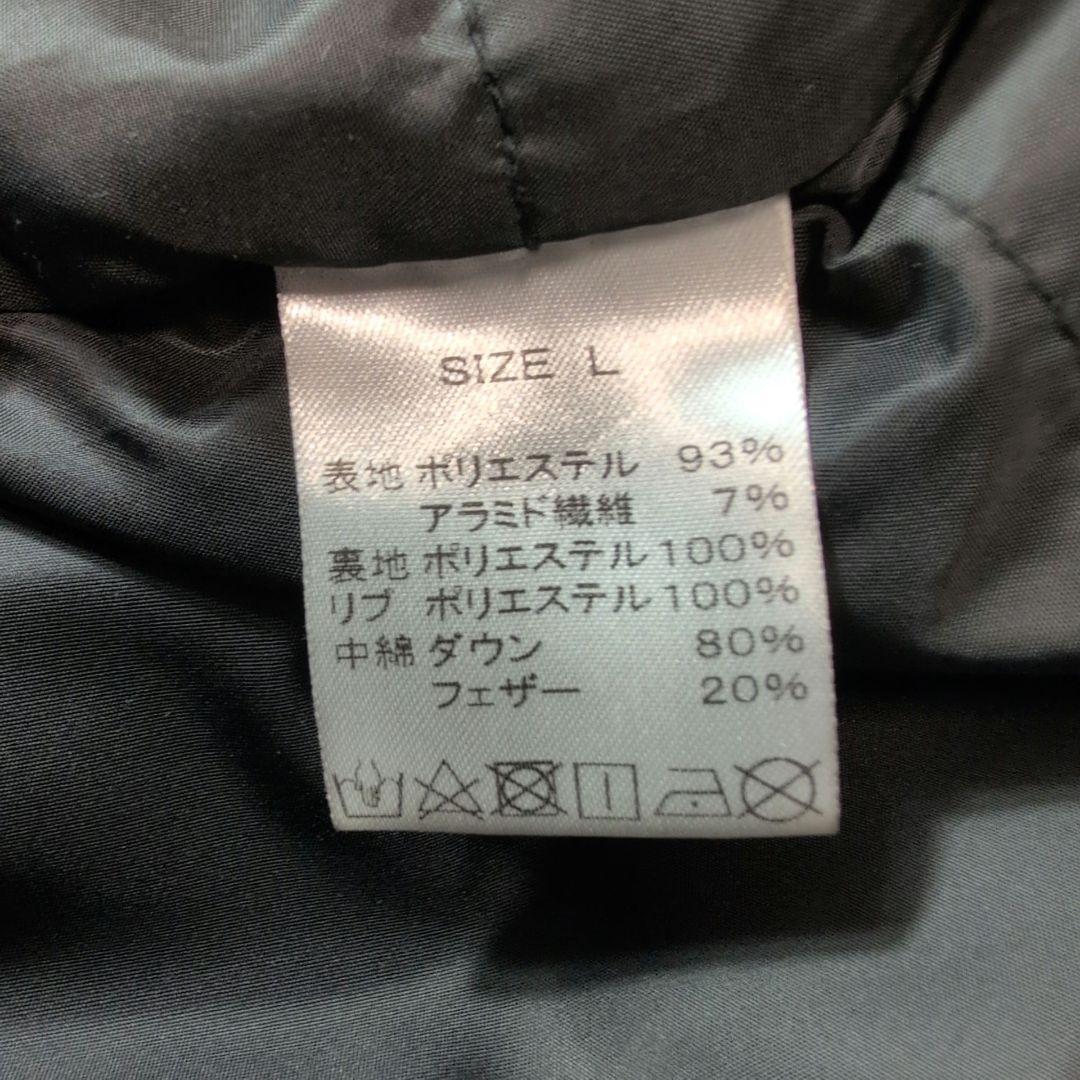 SIZE L
表地 ポリエステル 93%
アラミド繊維 7%
裏地 ポリエステル 100%
リブ ポリエステル 100%
中綿 ダウン 80%
フェザー 20%